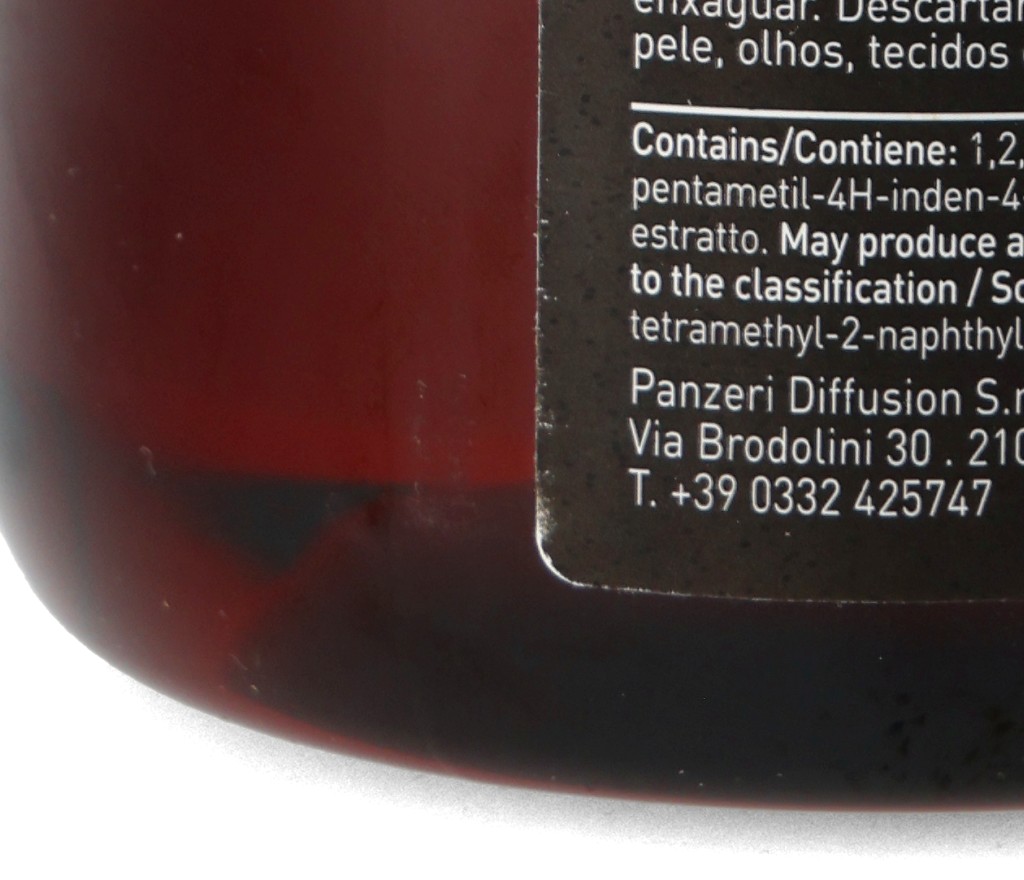 enxaguar. Descartar
pele, olhos, tecidos
Contains/Contiene: 1,2,
pentametil-4H-inden-4-
estratto. May produce a
to the classification / Sc
tetramethyl-2-naphthyl
Panzeri Diffusion S.r
Via Brodolini 30 . 210
T. +39 0332 425747